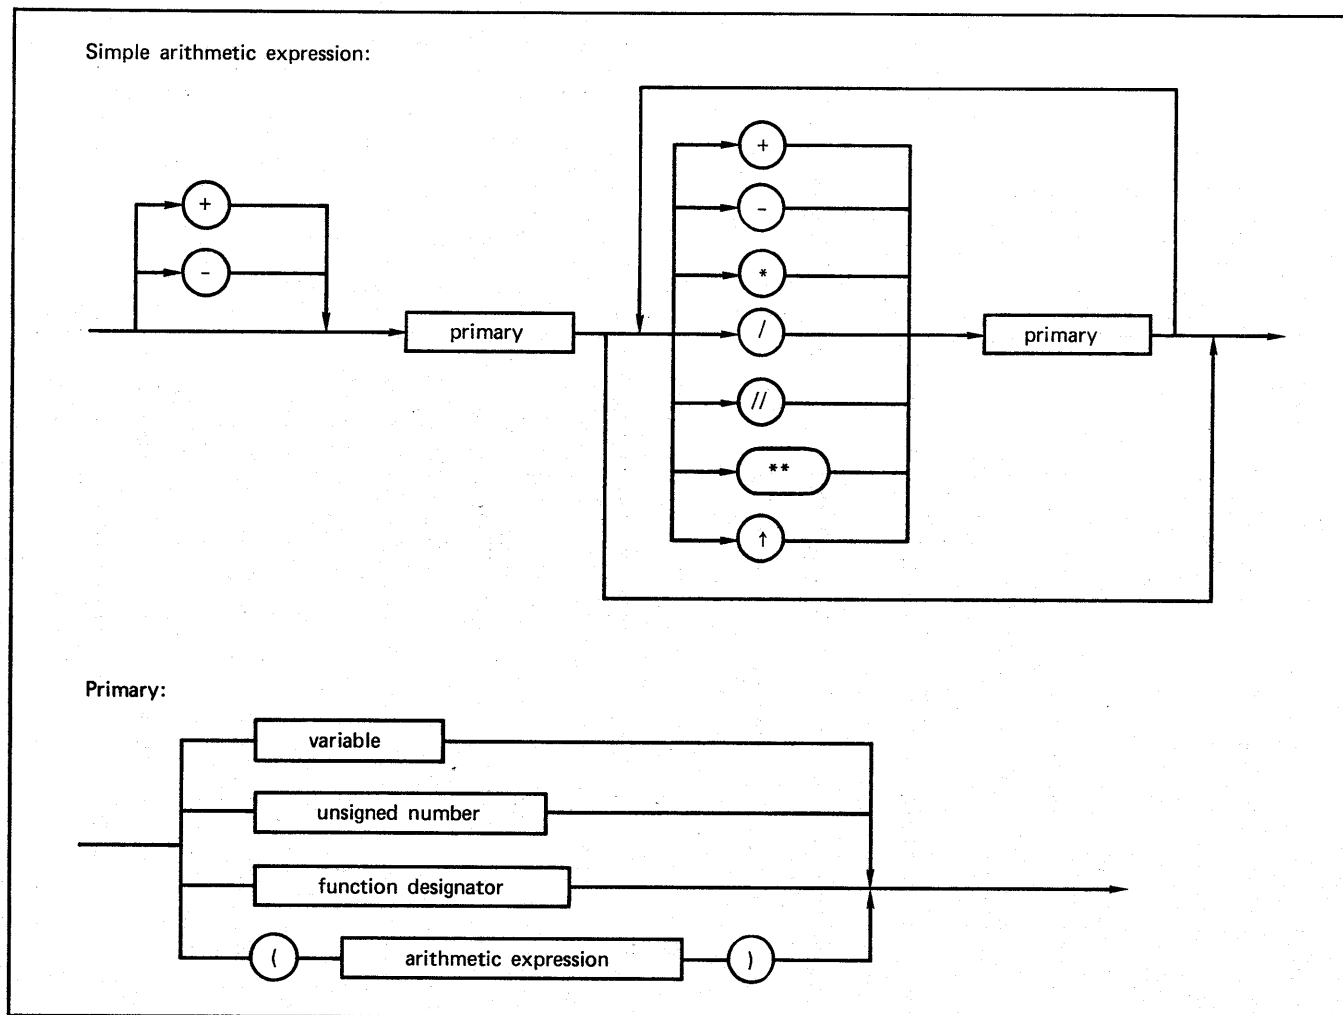 Simple arithmetic expression:
+
-
*
/
//
**
↑
+
-
primary
primary
Primary:
variable
unsigned number
function designator
( arithmetic expression )